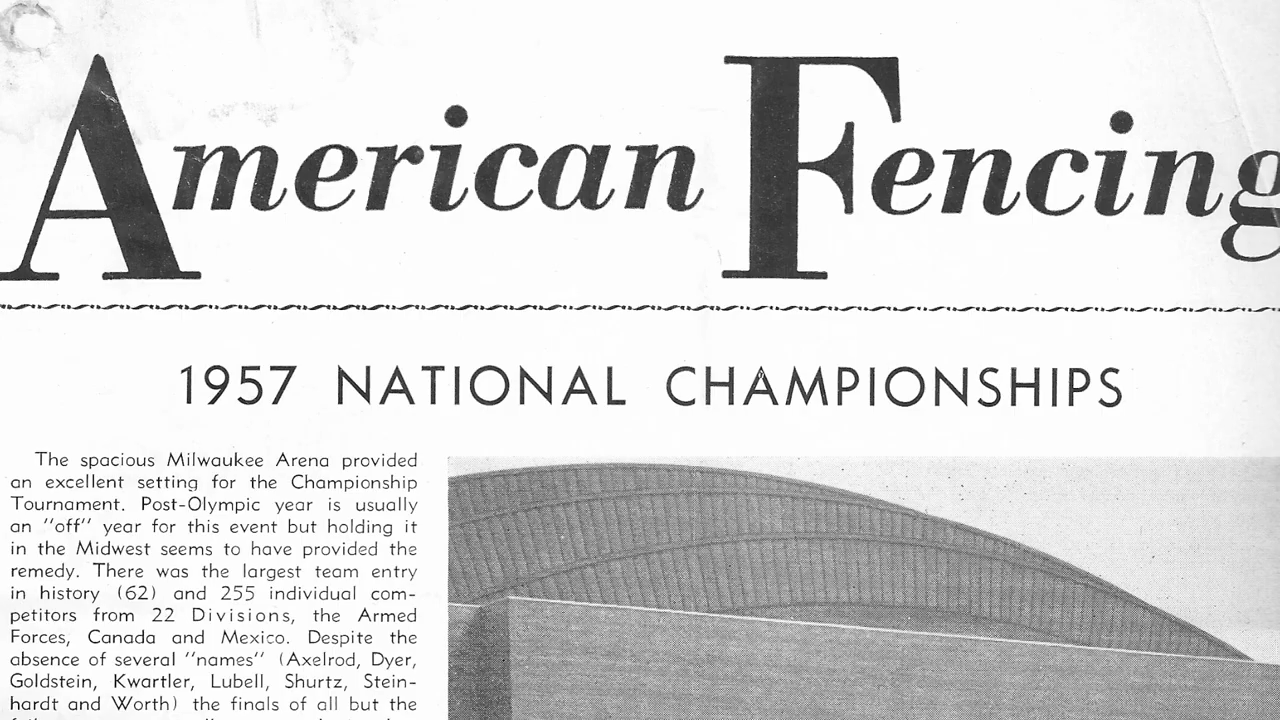 American Fencing
1957 NATIONAL CHAMPIONSHIPS
The spacious Milwaukee Arena provided
an excellent setting for the Championship
Tournament. Post-Olympic year is usually
an "off" year for this event but holding it
in the Midwest seems to have provided the
remedy. There was the largest team entry
in history (62) and 255 individual com-
petitors from 22 Divisions, the Armed
Forces, Canada and Mexico. Despite the
absence of several "names" (Axelrod, Dyer,
Goldstein, Kwartler, Lubell, Shurtz, Stein-
hardt and Worth) the finals of all but the